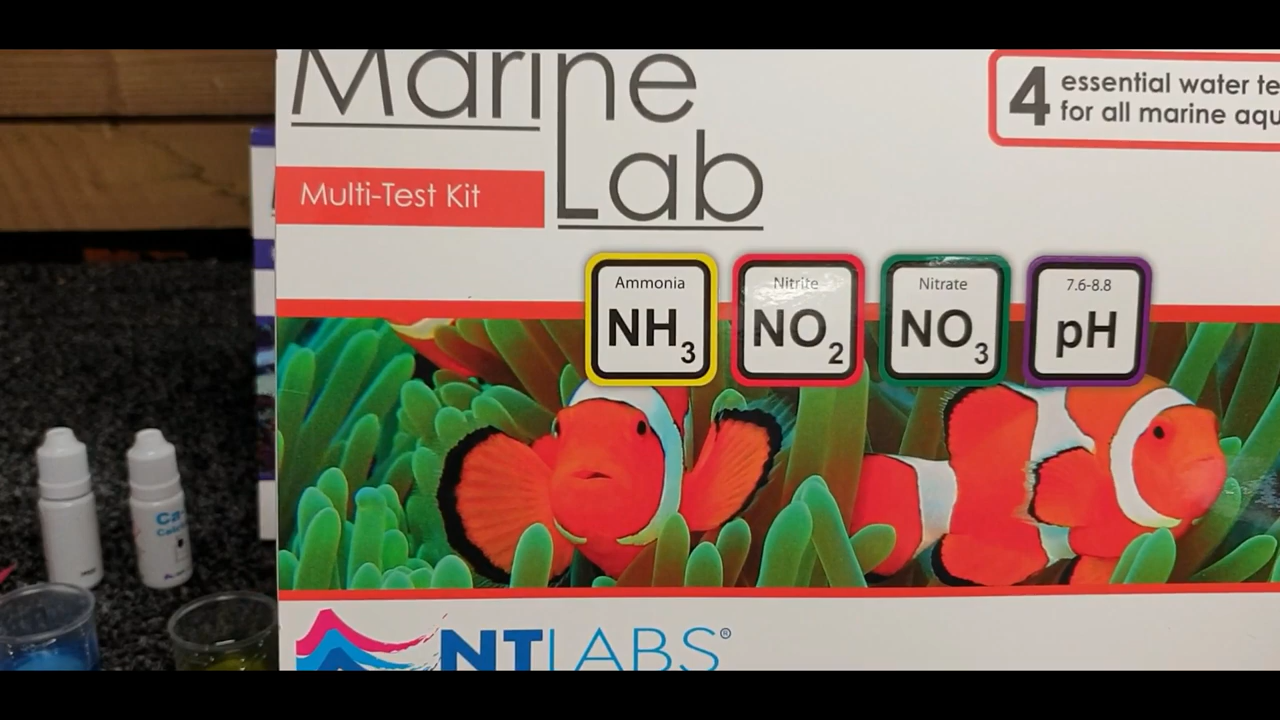 Marine
Lab
Multi-Test Kit
4 essential water te
for all marine aqu
Ammonia
NH3
Nitrite
NO2
Nitrate
NO3
7.6-8.8
pH
NTLABS®
Ca